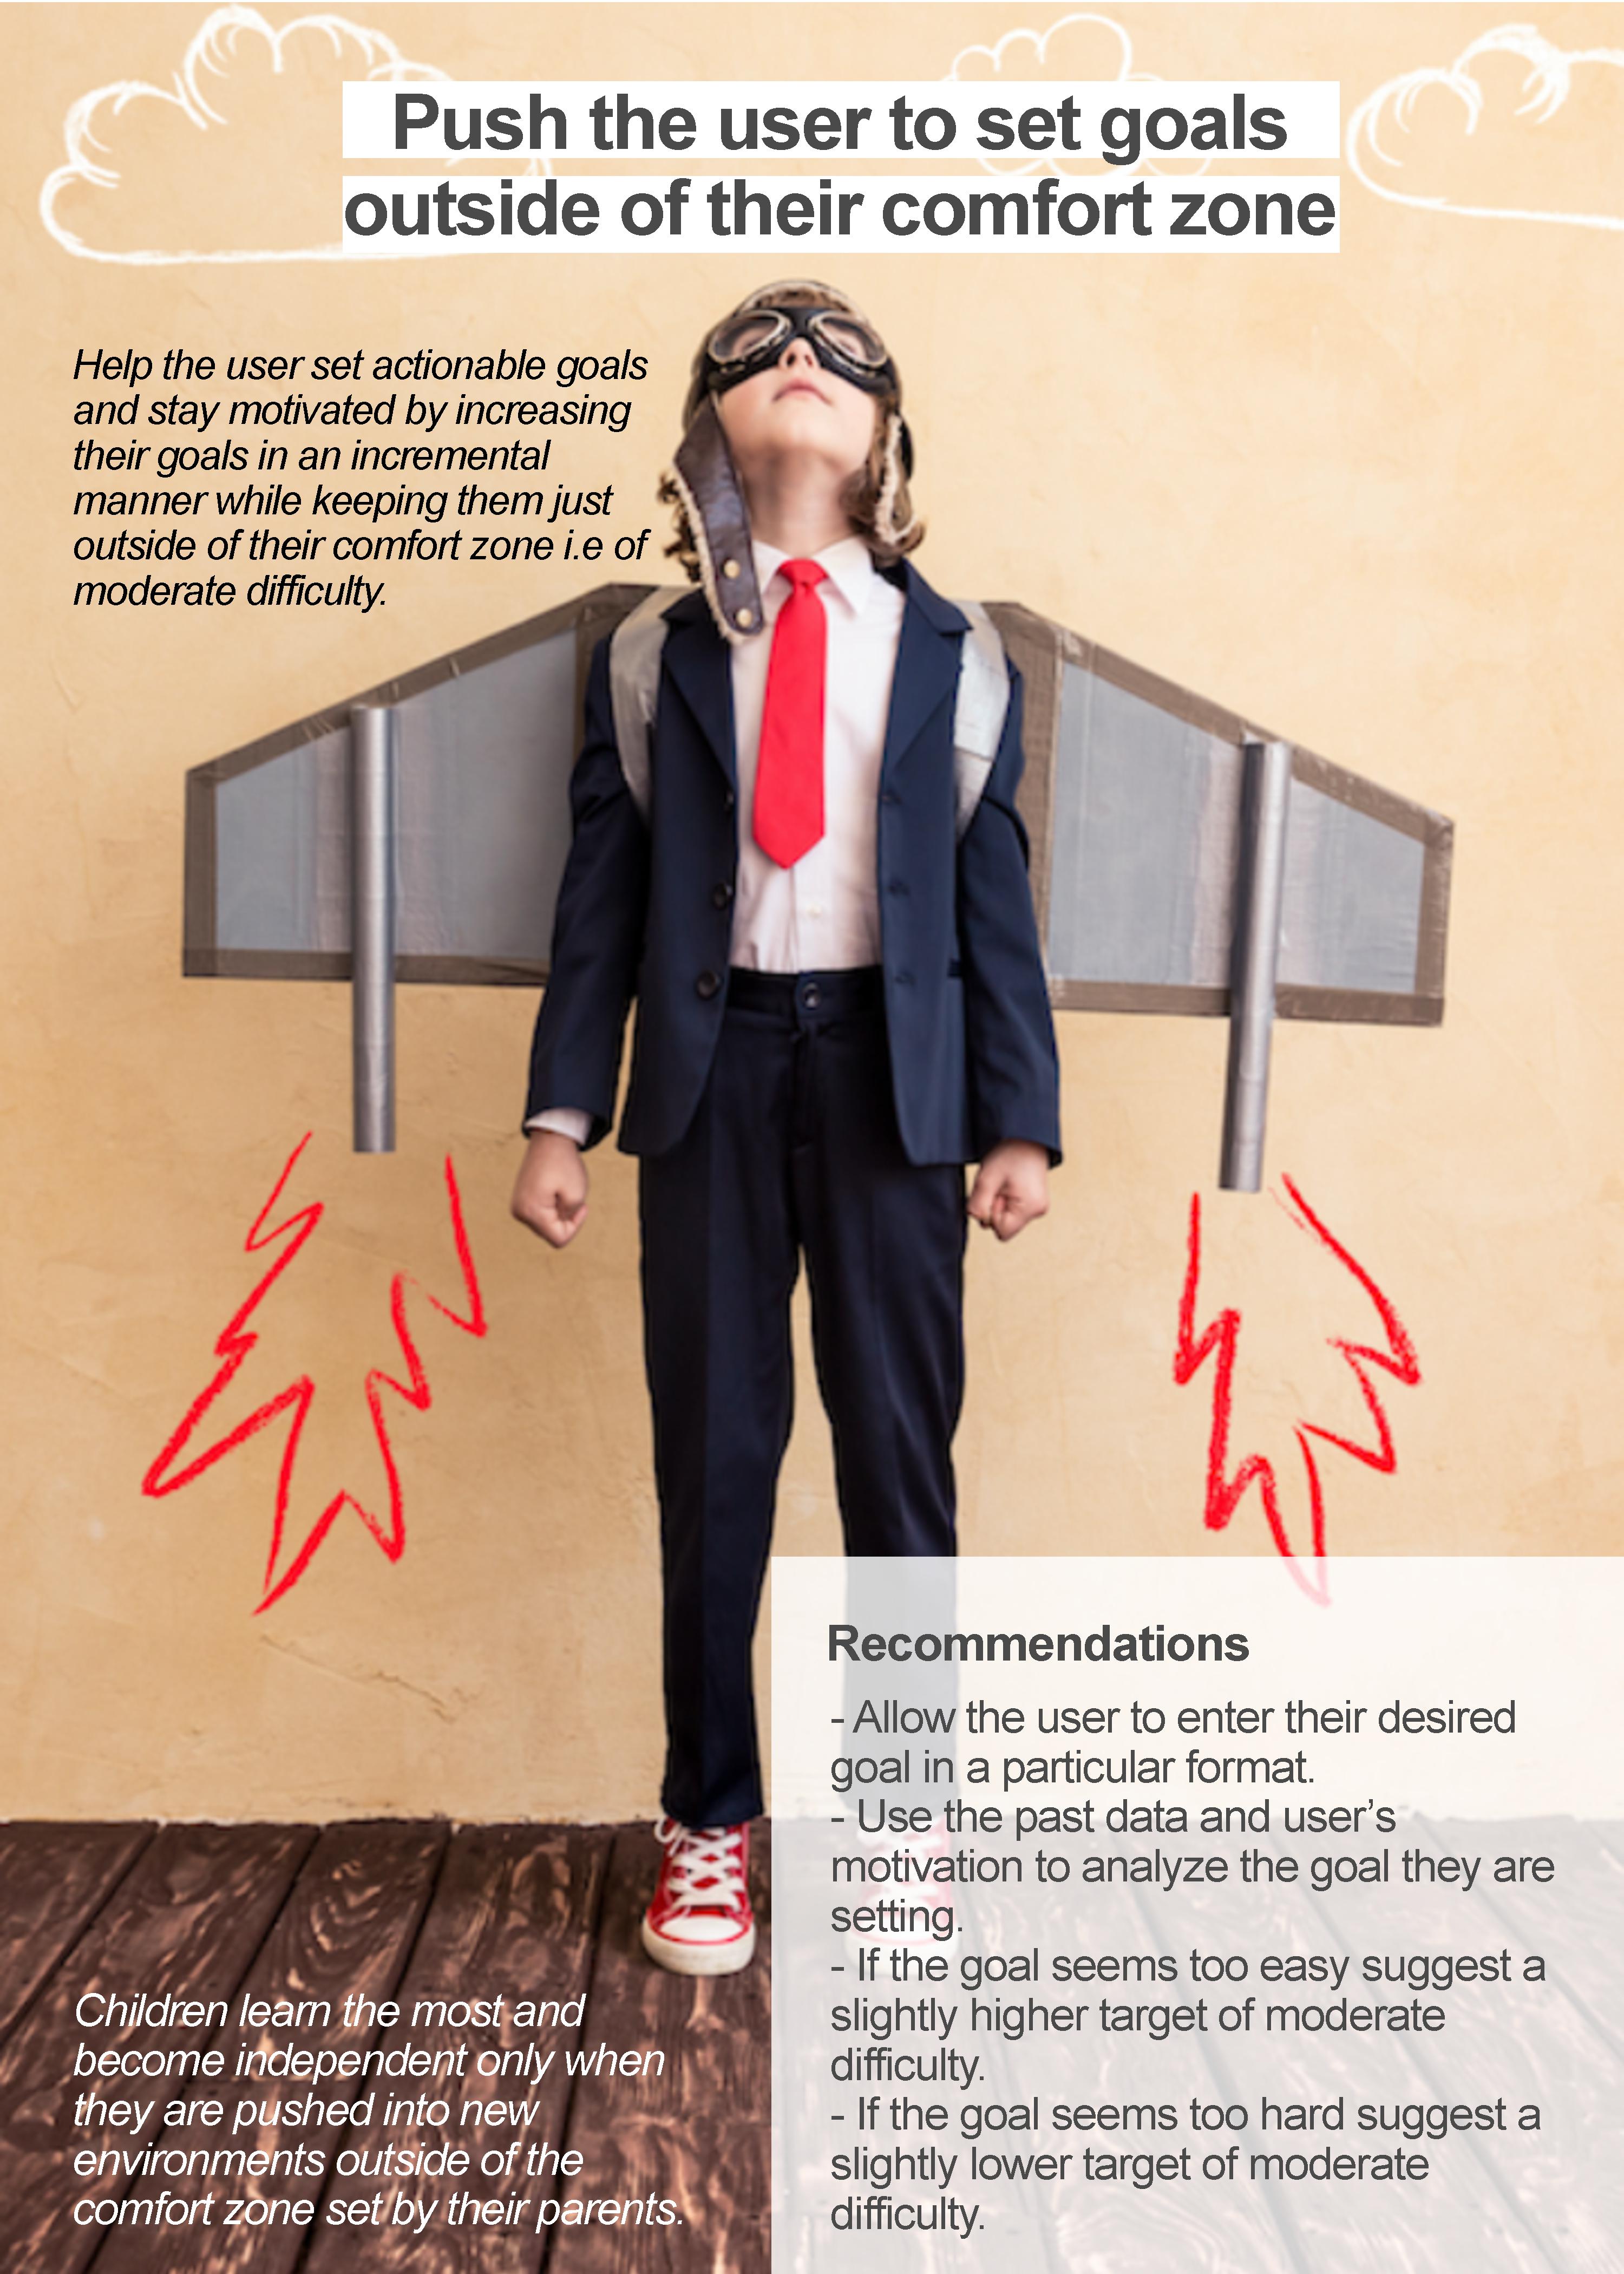 Push the user to set goals
outside of their comfort zone
Help the user set actionable goals
and stay motivated by increasing
their goals in an incremental
manner while keeping them just
outside of their comfort zone i.e of
moderate difficulty.
Recommendations
- Allow the user to enter their desired
goal in a particular format.
- Use the past data and user’s
motivation to analyze the goal they are
setting.
- If the goal seems too easy suggest a
slightly higher target of moderate
difficulty.
- If the goal seems too hard suggest a
slightly lower target of moderate
difficulty.
Children learn the most and
become independent only when
they are pushed into new
environments outside of the
comfort zone set by their parents.